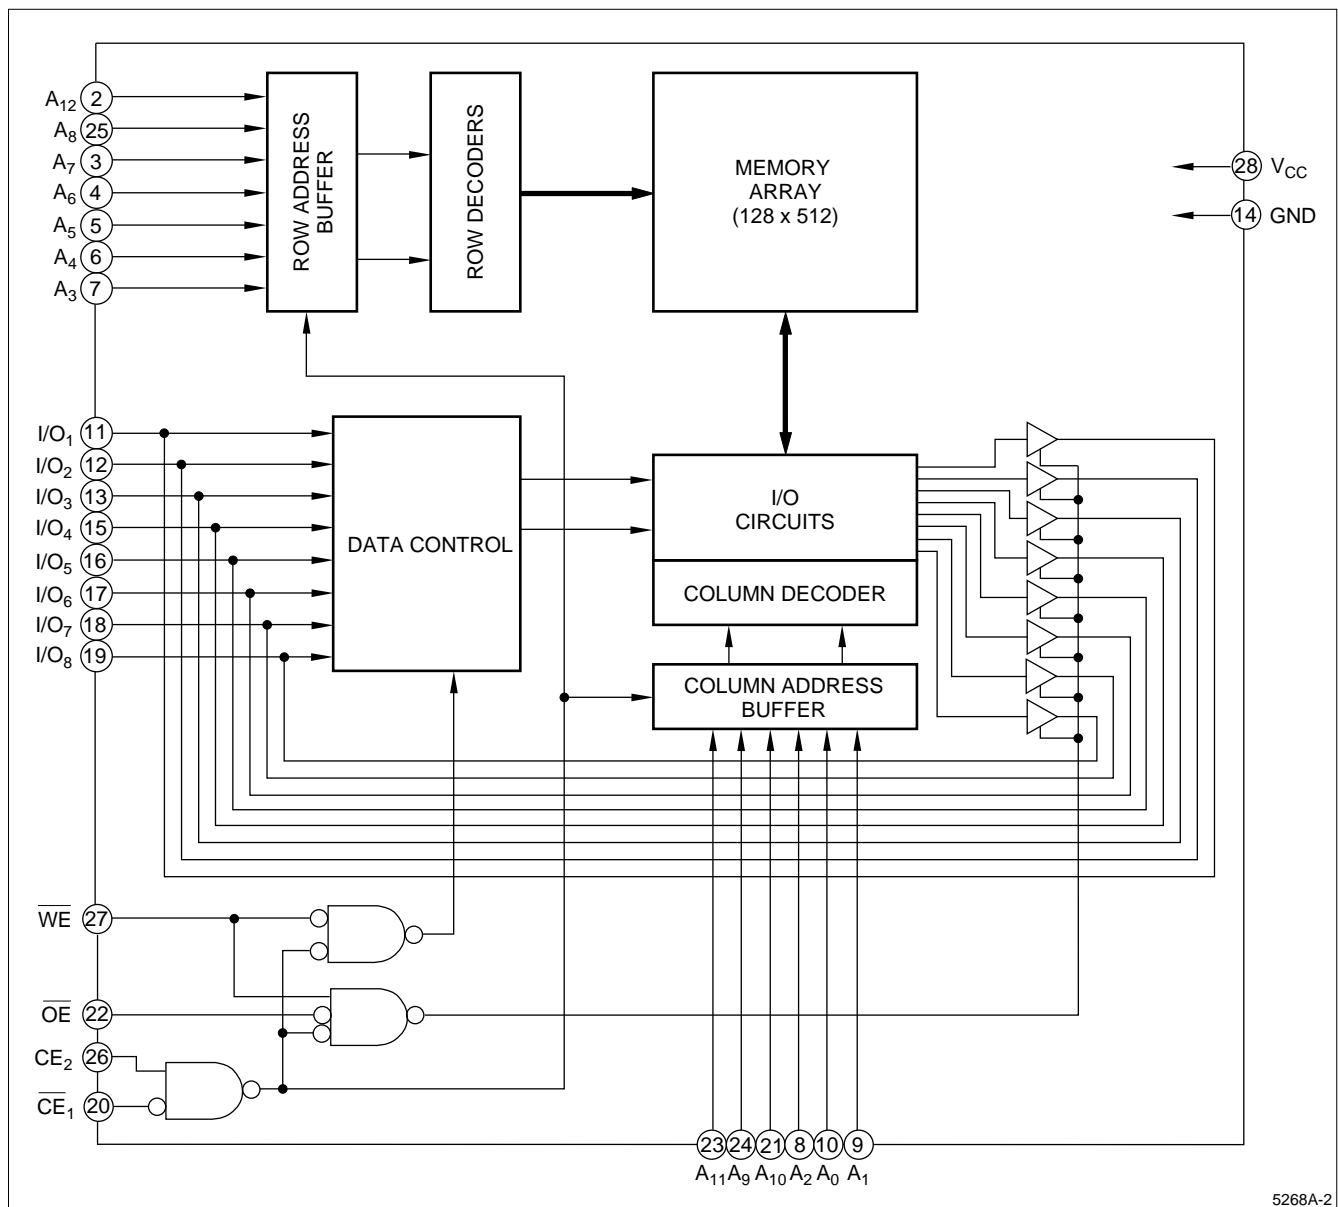 A12 2
A8 25
A7 3
A6 4
A5 5
A4 6
A3 7
ROW ADDRESS
BUFFER
ROW DECODERS
MEMORY
ARRAY
(128 x 512)
28 VCC
14 GND
I/O1 11
I/O2 12
I/O3 13
I/O4 15
I/O5 16
I/O6 17
I/O7 18
I/O8 19
DATA CONTROL
I/O
CIRCUITS
COLUMN DECODER
COLUMN ADDRESS
BUFFER
W̅E̅ 27
O̅E̅ 22
CE2 26
C̅E̅1 20
23 24 21 8 10 9
A11 A9 A10 A2 A0 A1
5268A-2